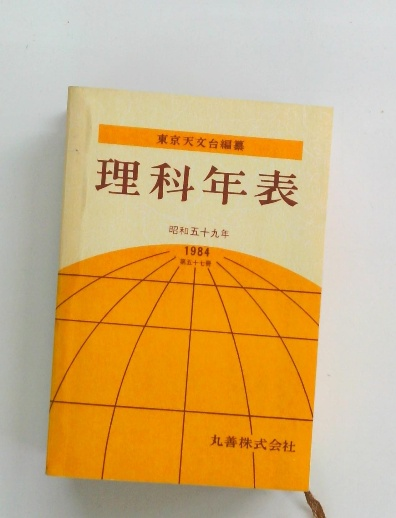 東京天文台編纂
理科年表
昭和五十九年
1984
第五十七冊
丸善株式会社